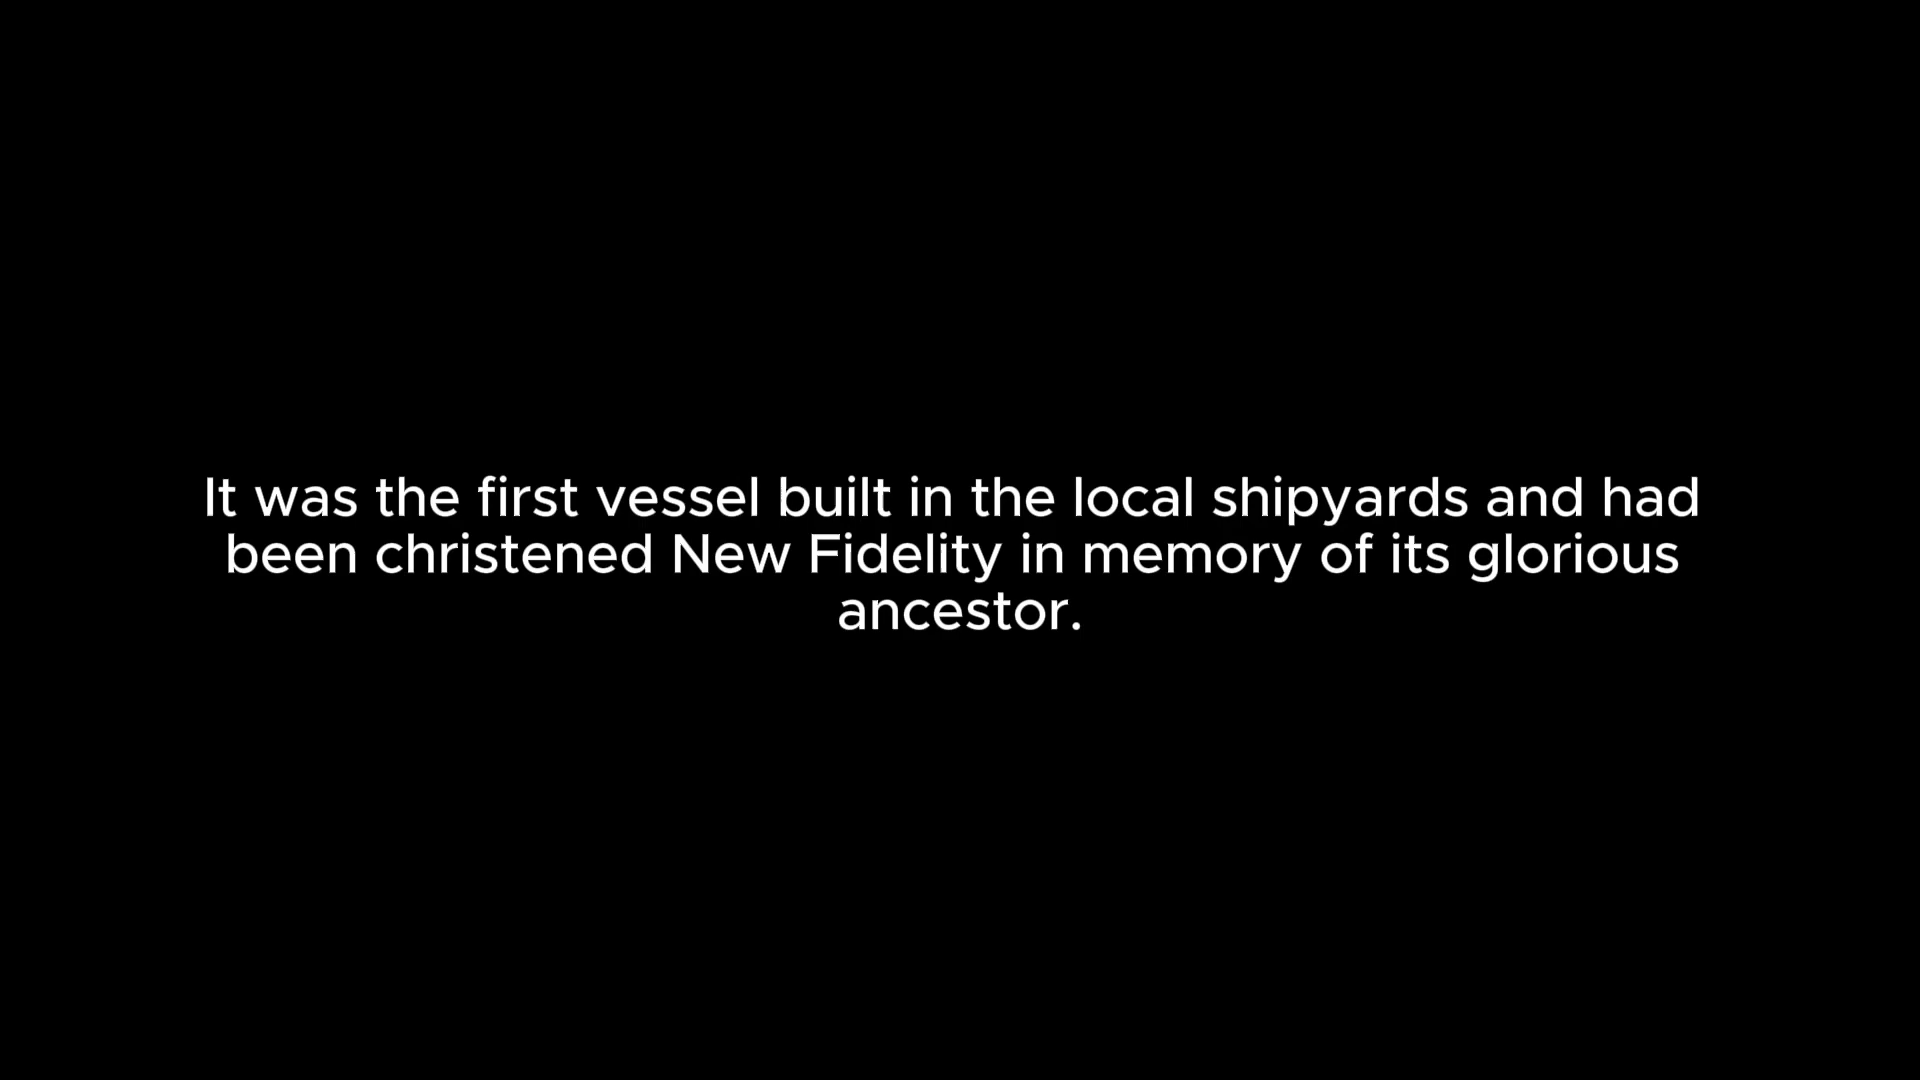 It was the first vessel built in the local shipyards and had
been christened New Fidelity in memory of its glorious
ancestor.